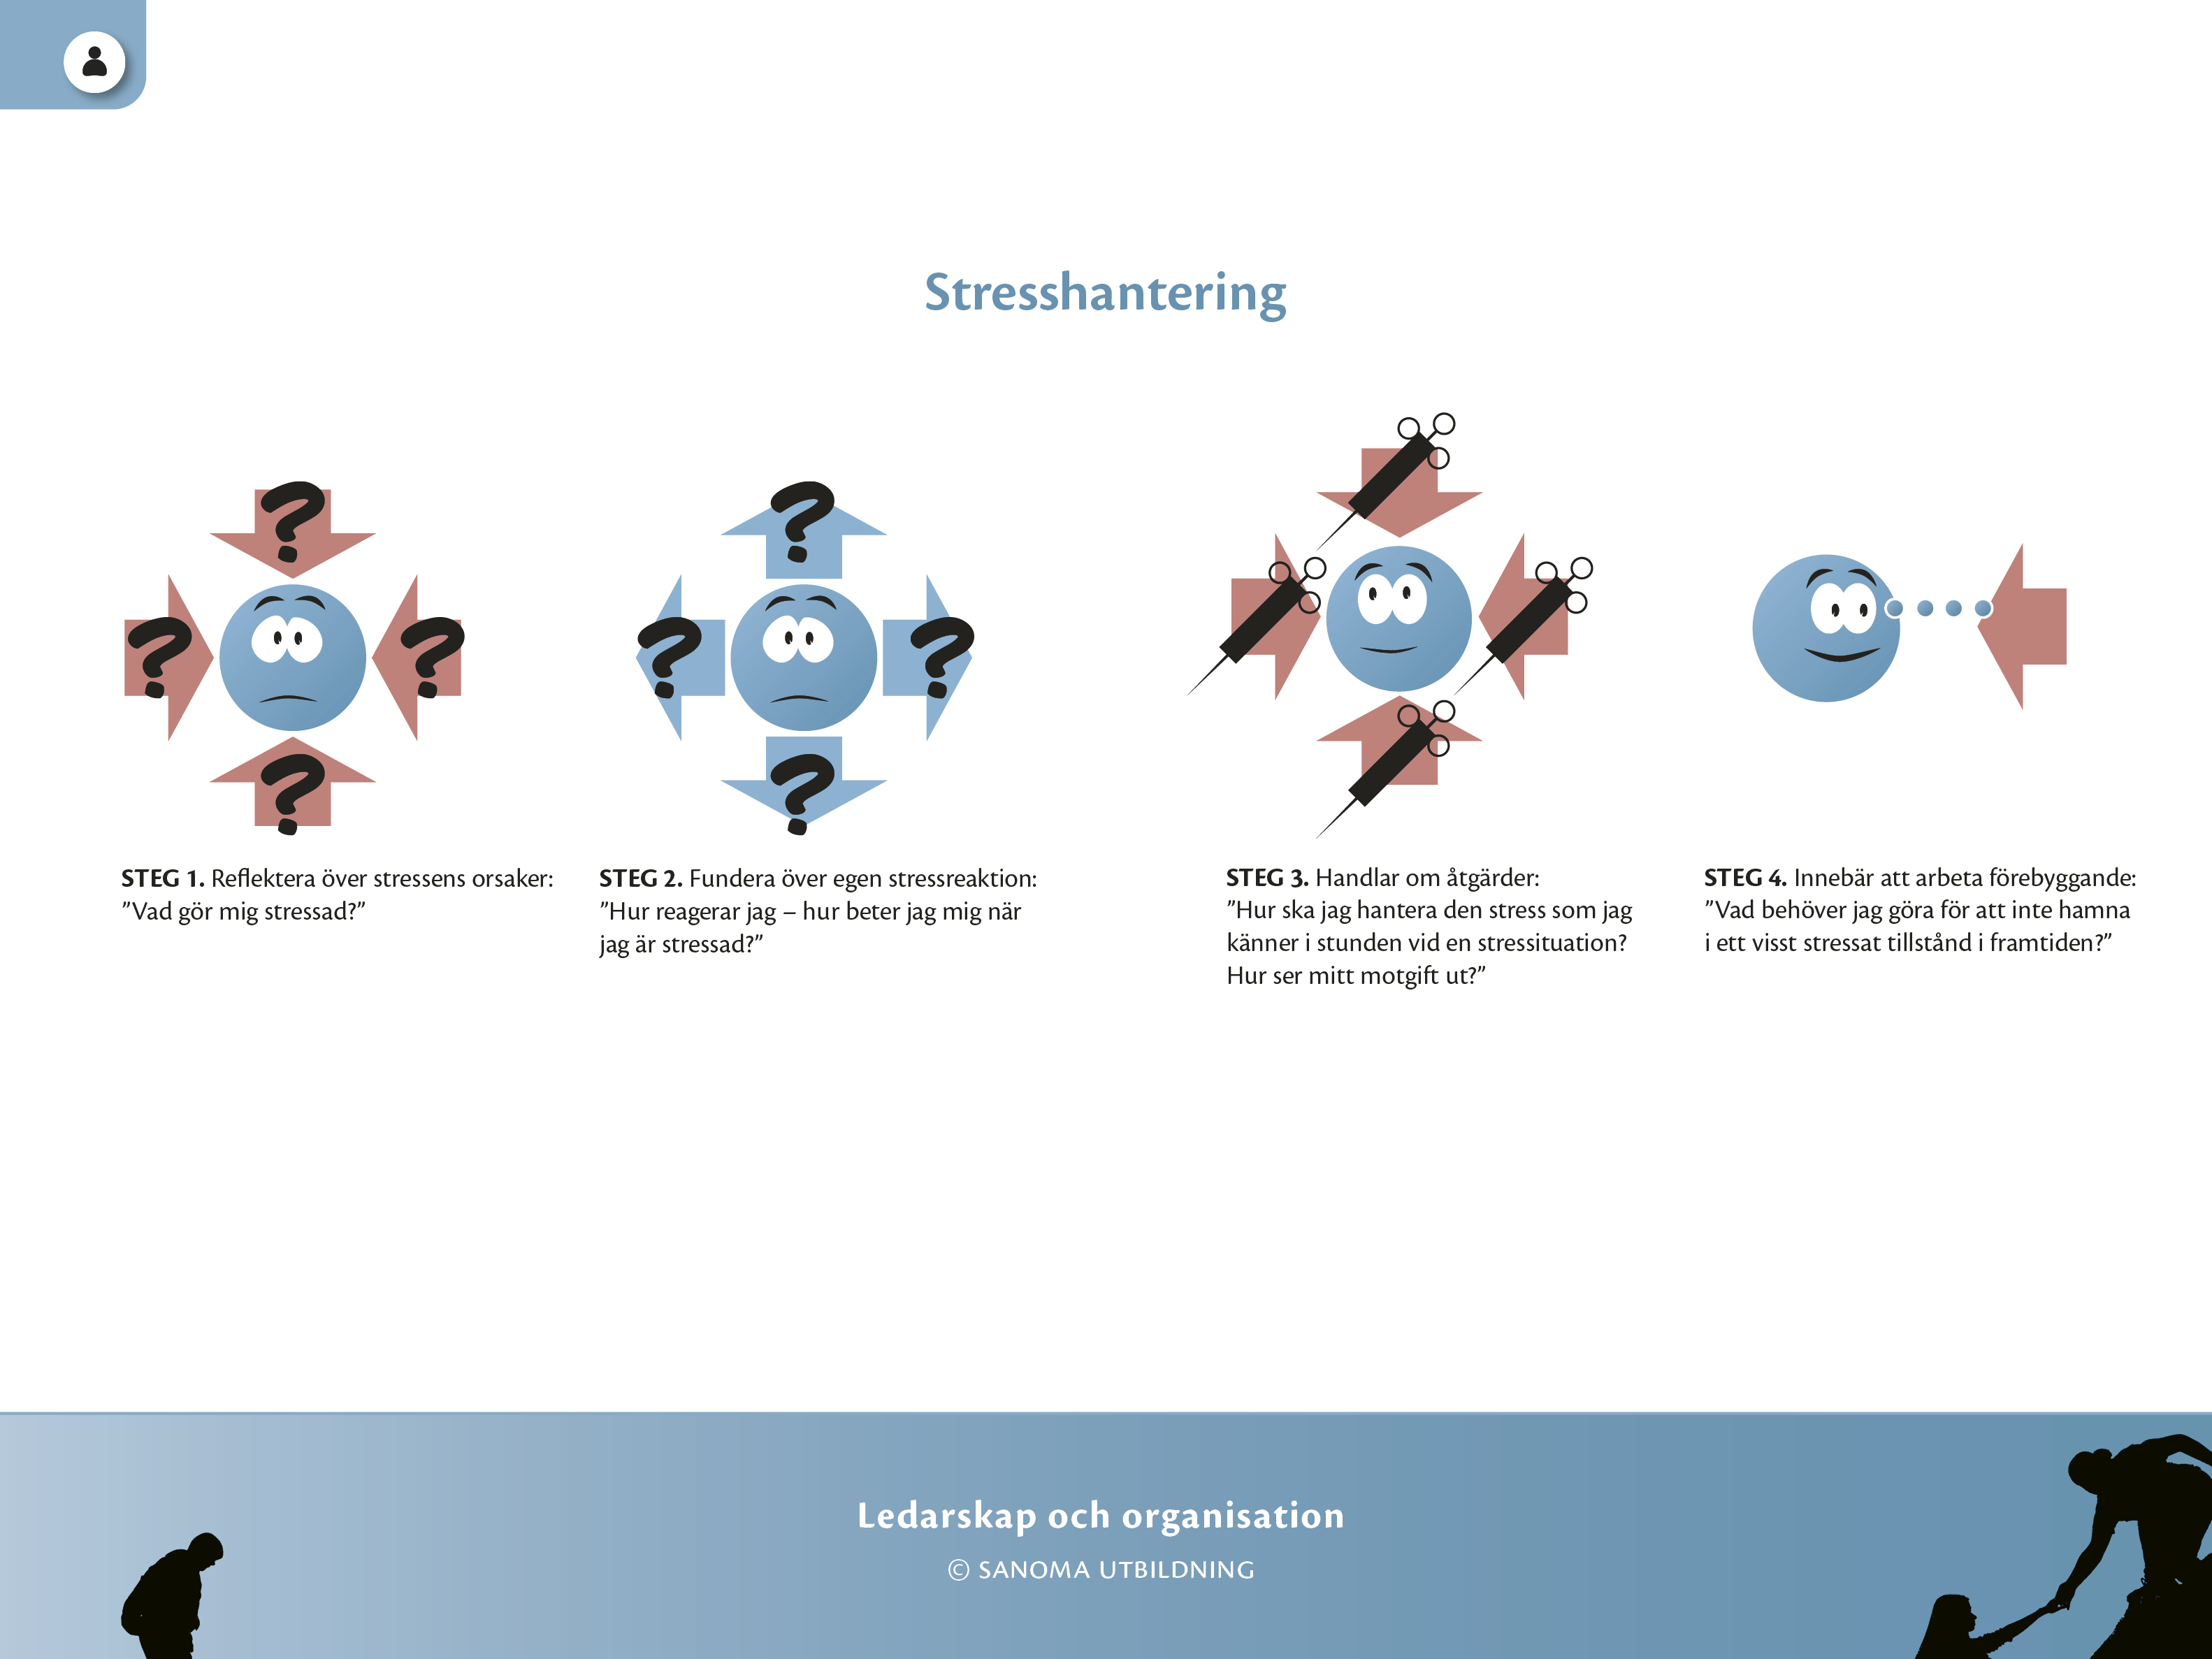 Stresshantering
?
?
?
?
?
?
?
?
STEG 1. Reflektera över stressens orsaker:
”Vad gör mig stressad?”
STEG 2. Fundera över egen stressreaktion:
”Hur reagerar jag – hur beter jag mig när
jag är stressad?”
STEG 3. Handlar om åtgärder:
”Hur ska jag hantera den stress som jag
känner i stunden vid en stressituation?
Hur ser mitt motgift ut?”
STEG 4. Innebär att arbeta förebyggande:
”Vad behöver jag göra för att inte hamna
i ett visst stressat tillstånd i framtiden?”
Ledarskap och organisation
© SANOMA UTBILDNING